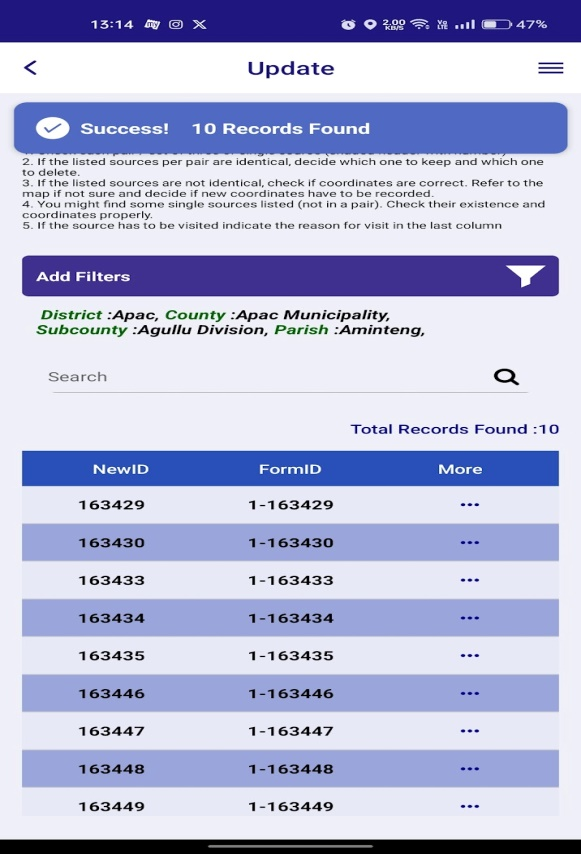 13:14 2.00 KB/S Vo LTE 47%
Update
Success! 10 Records Found
2. If the listed sources per pair are identical, decide which one to keep and which one
to delete.
3. If the listed sources are not identical, check if coordinates are correct. Refer to the
map if not sure and decide if new coordinates have to be recorded.
4. You might find some single sources listed (not in a pair). Check their existence and
coordinates properly.
5. If the source has to be visited indicate the reason for visit in the last column
Add Filters
District :Apac, County :Apac Municipality,
Subcounty :Agullu Division, Parish :Aminteng,
Search
Total Records Found :10
NewID FormID More
163429 1-163429 •••
163430 1-163430 •••
163433 1-163433 •••
163434 1-163434 •••
163435 1-163435 •••
163446 1-163446 •••
163447 1-163447 •••
163448 1-163448 •••
163449 1-163449 •••